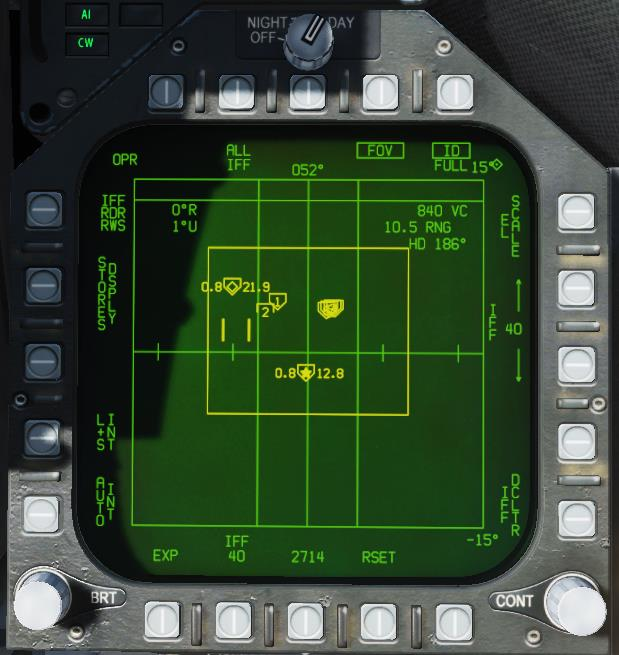 AI
CW
NIGHT DAY
OFF
OPR
ALL
IFF
052°
FOV
ID
FULL 15°
IFF
RDR
RWS
0°R
1°U
840 VC
10.5 RNG
HD 186°
SCALE
EL
STORES
DSPLYS
0.8 21.9
1
2
IFF
40
0.8 12.8
L+S
INT
AUTO
INT
DCLTR
IFF
-15°
EXP
IFF
40
2714
RSET
BRT
CONT